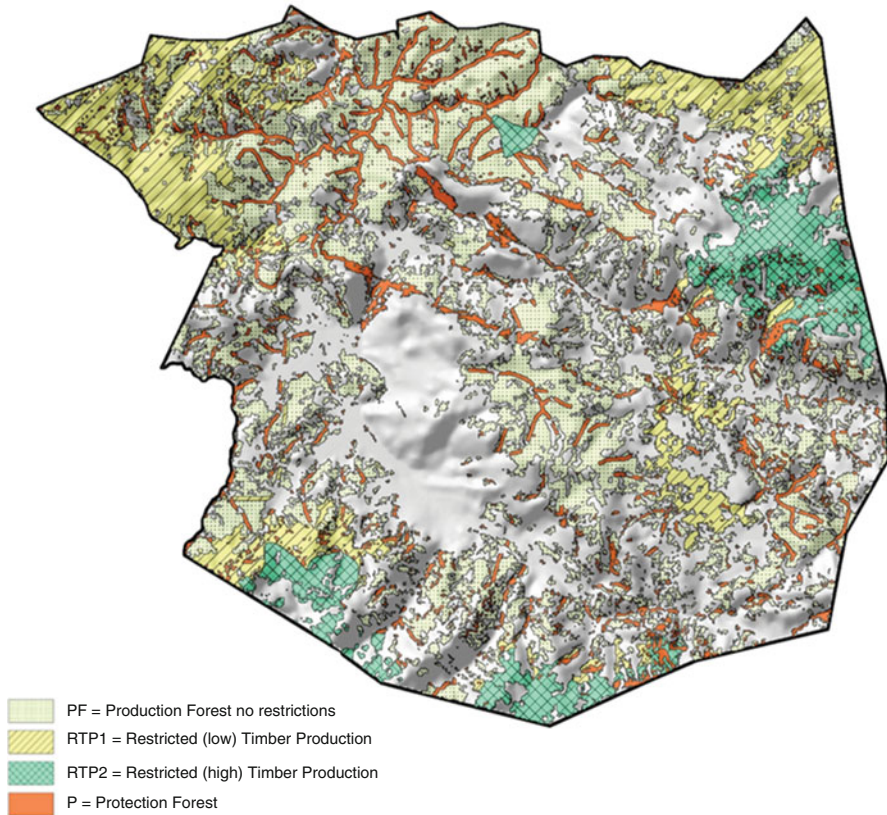 PF = Production Forest no restrictions
RTP1 = Restricted (low) Timber Production
RTP2 = Restricted (high) Timber Production
P = Protection Forest